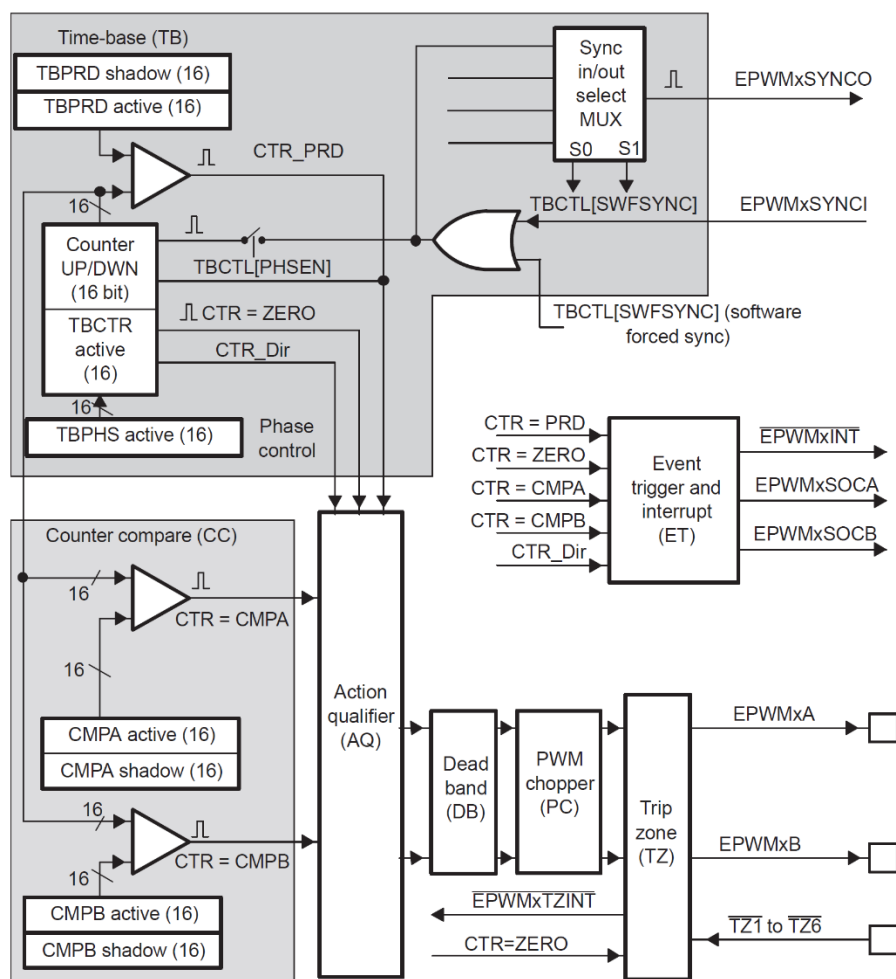 Time-base (TB)
TBPRD shadow (16)
TBPRD active (16)
CTR_PRD
Sync
in/out
select
MUX
S0 S1
EPWMxSYNCO
TBCTL[SWFSYNC]
EPWMxSYNCI
16
Counter
UP/DWN
(16 bit)
TBCTR
active
(16)
TBCTL[PHSEN]
CTR = ZERO
CTR_Dir
TBCTL[SWFSYNC] (software
forced sync)
16
TBPHS active (16)
Phase
control
CTR = PRD
CTR = ZERO
CTR = CMPA
CTR = CMPB
CTR_Dir
Event
trigger and
interrupt
(ET)
EPWMxINT
EPWMxSOCA
EPWMxSOCB
Counter compare (CC)
16
CTR = CMPA
16
CMPA active (16)
CMPA shadow (16)
16
CTR = CMPB
16
CMPB active (16)
CMPB shadow (16)
Action
qualifier
(AQ)
Dead
band
(DB)
PWM
chopper
(PC)
Trip
zone
(TZ)
EPWMxA
EPWMxB
EPWMxTZINT
CTR=ZERO
TZ1 to TZ6